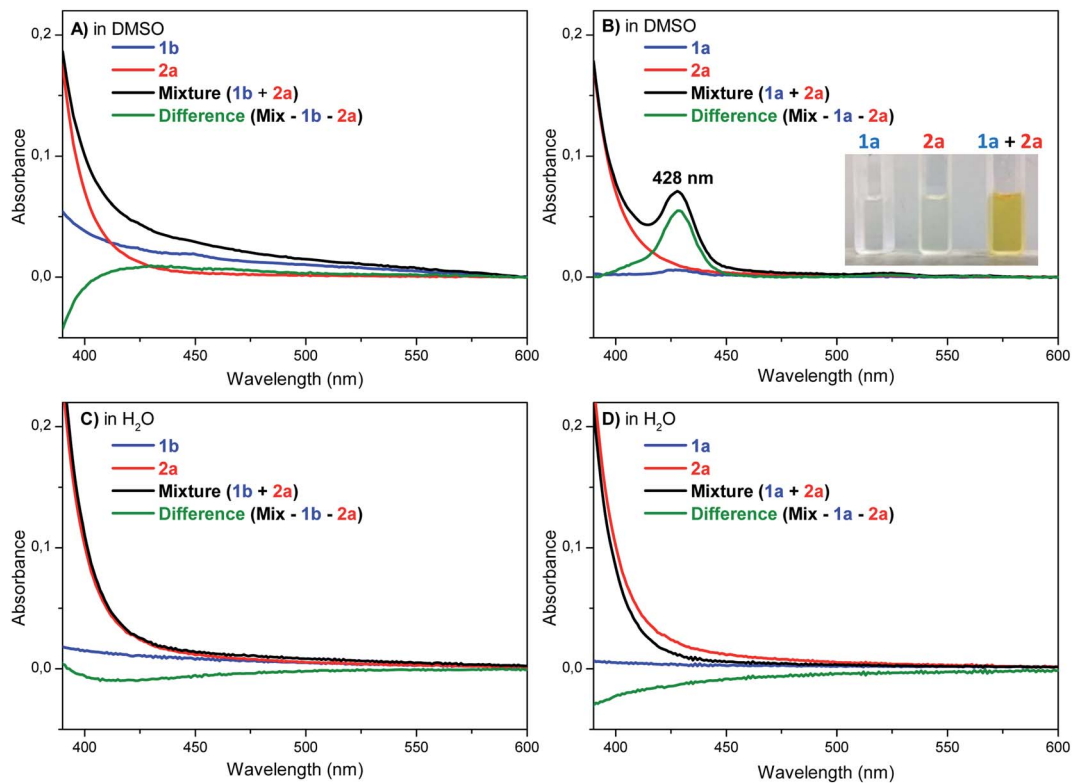 A) in DMSO
1b
2a
Mixture (1b + 2a)
Difference (Mix - 1b - 2a)
0,2
0,1
0,0
Absorbance
400 450 500 550 600
Wavelength (nm)
B) in DMSO
1a
2a
Mixture (1a + 2a)
Difference (Mix - 1a - 2a)
428 nm
1a 2a 1a + 2a
0,2
0,1
0,0
Absorbance
400 450 500 550 600
Wavelength (nm)
C) in H₂O
1b
2a
Mixture (1b + 2a)
Difference (Mix - 1b - 2a)
0,2
0,1
0,0
Absorbance
400 450 500 550 600
Wavelength (nm)
D) in H₂O
1a
2a
Mixture (1a + 2a)
Difference (Mix - 1a - 2a)
0,2
0,1
0,0
Absorbance
400 450 500 550 600
Wavelength (nm)